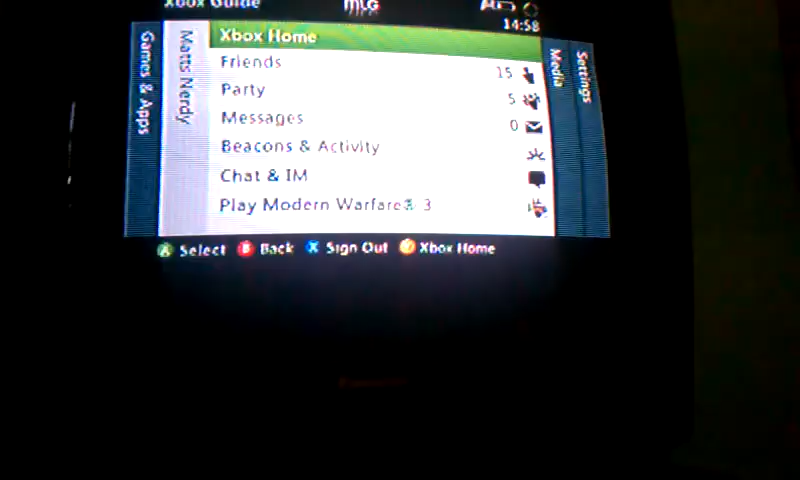 Xbox Guide
MLG
14:58
Games & Apps
Matts Nerdy
Xbox Home
Friends 15
Party 5
Messages 0
Beacons & Activity
Chat & IM
Play Modern Warfare® 3
Media
Settings
A Select B Back X Sign Out Y Xbox Home